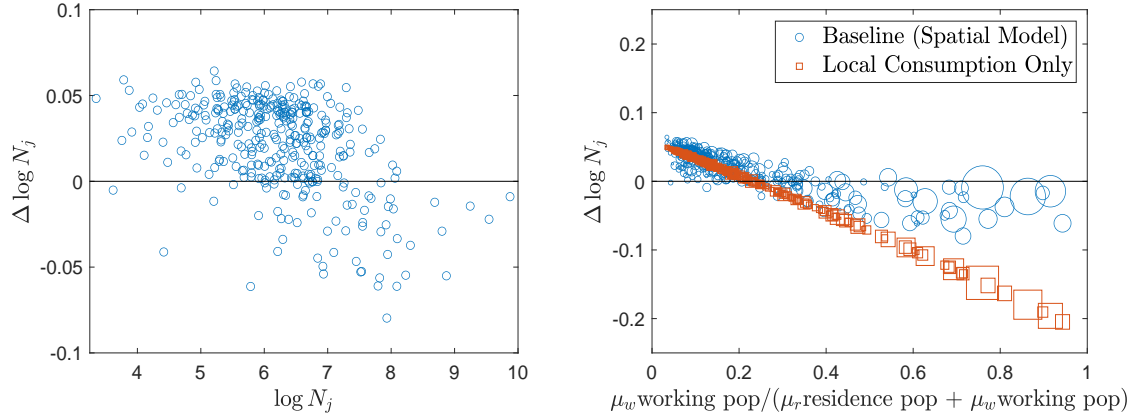 0.1
0.05
0
-0.05
-0.1
Δ log N_j
4 5 6 7 8 9 10
log N_j
0.2
0.1
0
-0.1
-0.2
Δ log N_j
Baseline (Spatial Model)
Local Consumption Only
0 0.2 0.4 0.6 0.8 1
μ_w working pop/(μ_r residence pop + μ_w working pop)